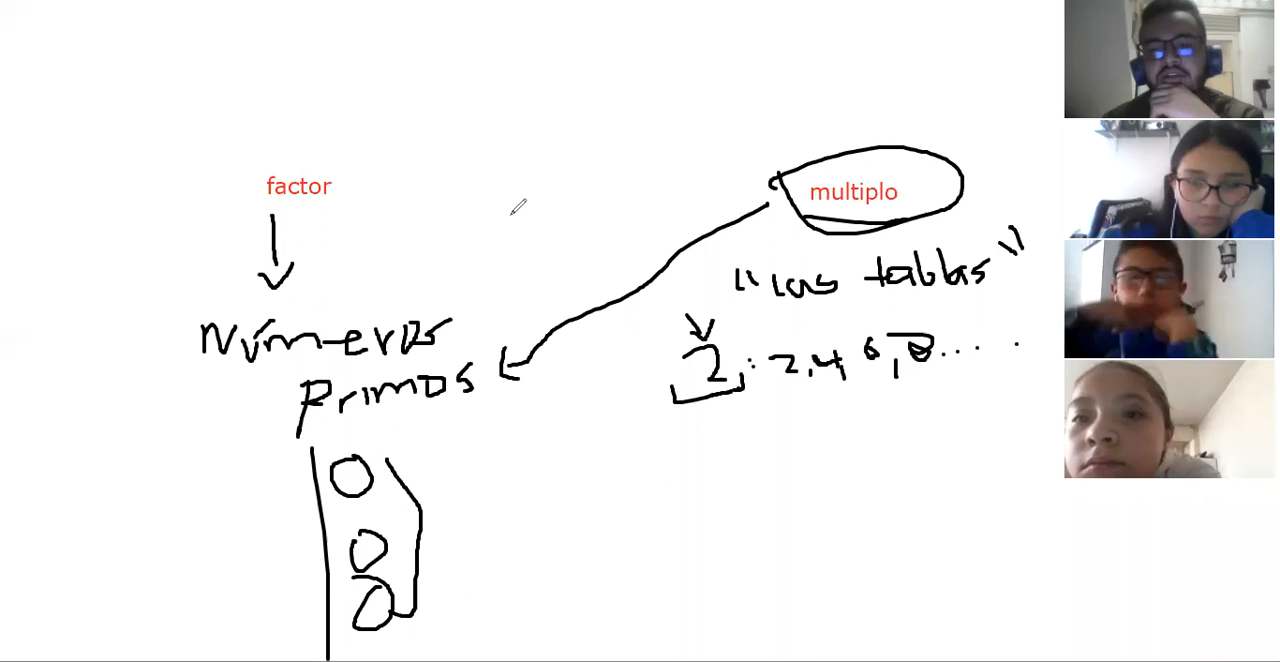 factor
multiplo
"las tablas"
Números
Primos
2: 2,4,6,8.....